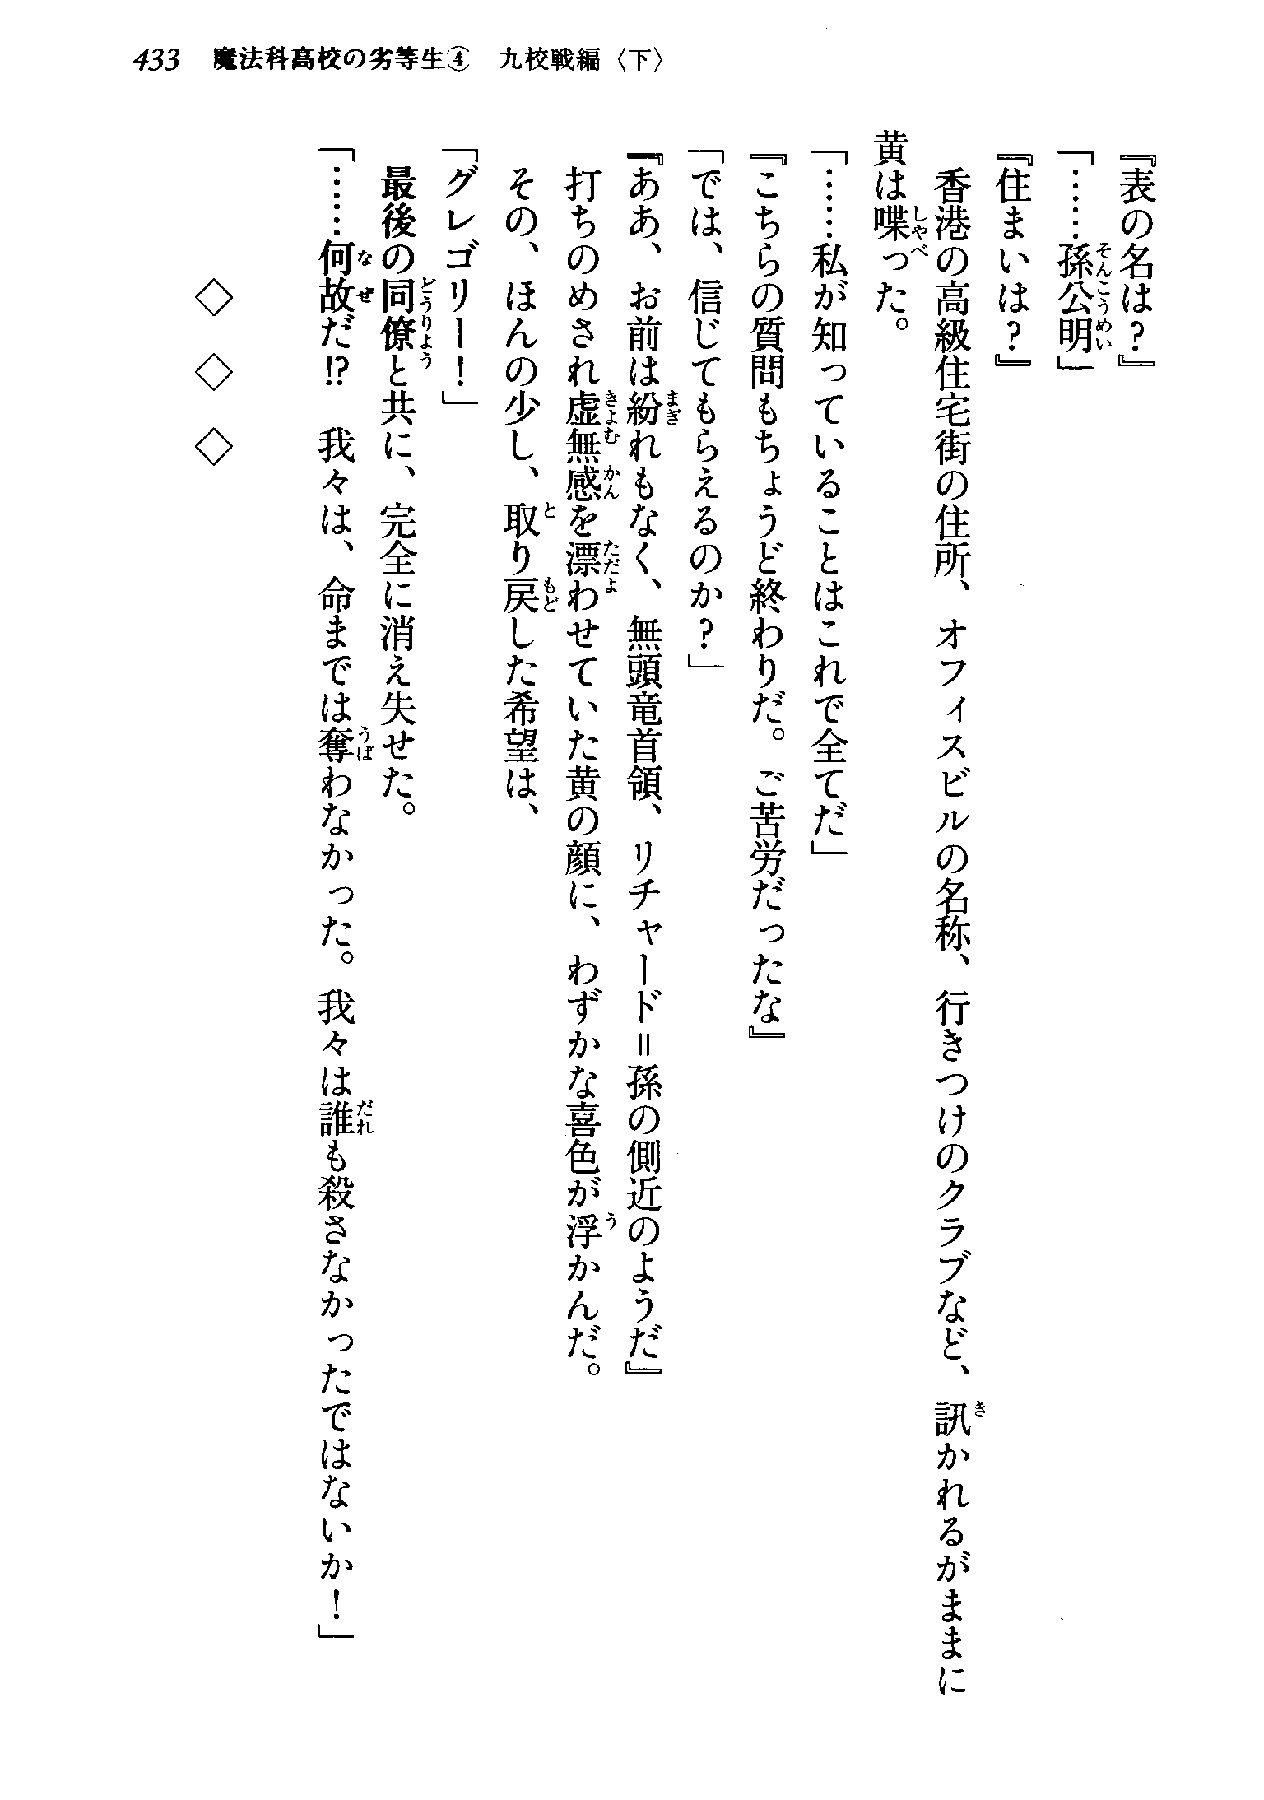 433　魔法科高校の劣等生④　九校戦編〈下〉
『表の名は？』
「……孫公明」
『住まいは？』
香港の高級住宅街の住所、オフィスビルの名称、行きつけのクラブなど、訊かれるがままに
黄は喋った。
「……私が知っていることはこれで全てだ」
『こちらの質問もちょうど終わりだ。ご苦労だったな』
「では、信じてもらえるのか？」
『ああ、お前は紛れもなく、無頭竜首領、リチャード＝孫の側近のようだ』
打ちのめされ虚無感を漂わせていた黄の顔に、わずかな喜色が浮かんだ。
その、ほんの少し、取り戻した希望は、
「グレゴリー！」
最後の同僚と共に、完全に消え失せた。
「……何故だ!?　我々は、命までは奪わなかった。我々は誰も殺さなかったではないか！」
◇　◇　◇